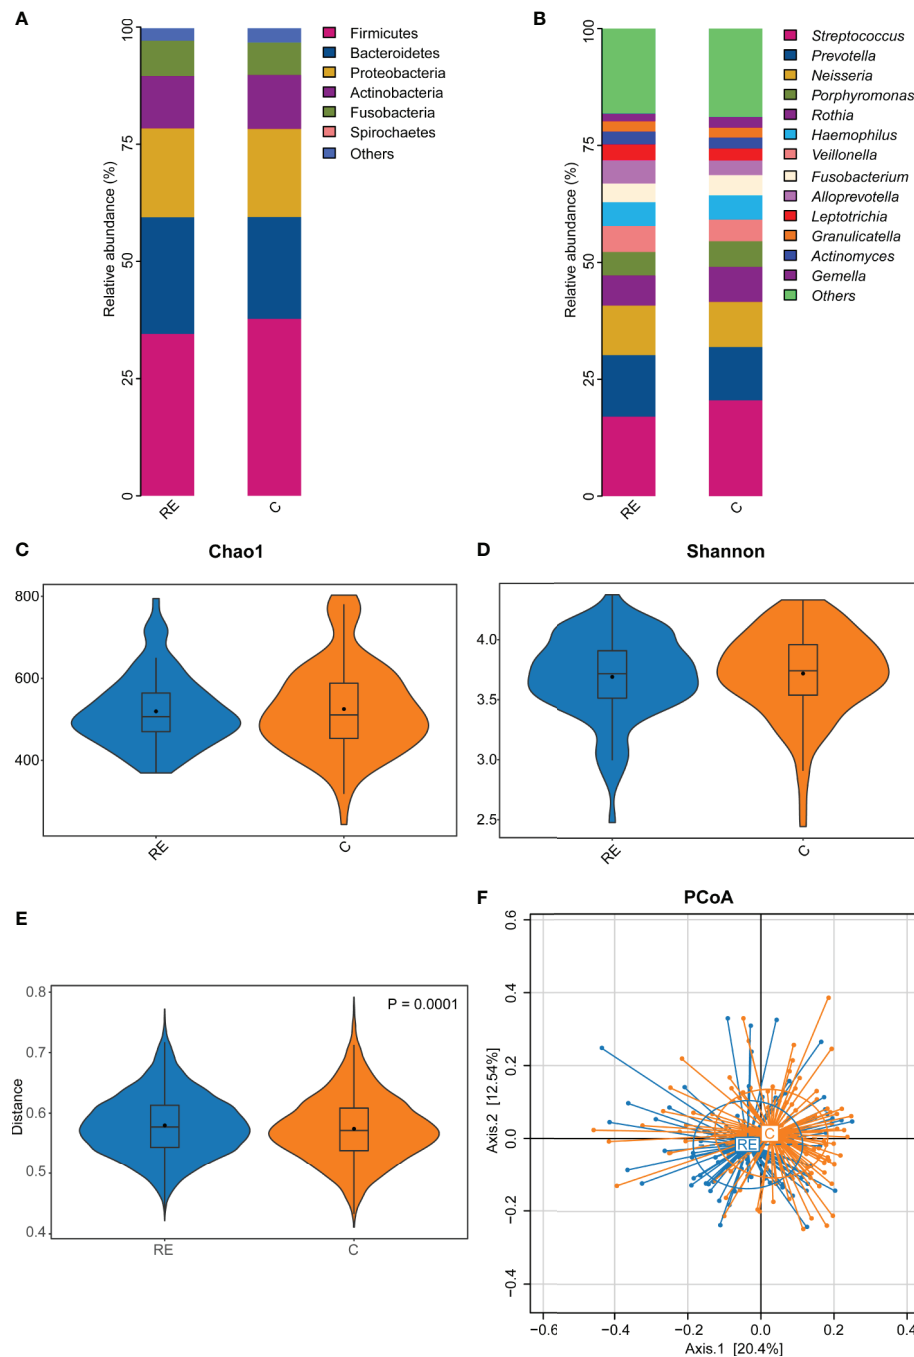 A
Relative abundance (%)
100
75
50
25
0
RE
C
Firmicutes
Bacteroidetes
Proteobacteria
Actinobacteria
Fusobacteria
Spirochaetes
Others
B
Relative abundance (%)
100
75
50
25
0
RE
C
Streptococcus
Prevotella
Neisseria
Porphyromonas
Rothia
Haemophilus
Veillonella
Fusobacterium
Alloprevotella
Leptotrichia
Granulicatella
Actinomyces
Gemella
Others
C
Chao1
800
600
400
RE
C
D
Shannon
4.0
3.5
3.0
2.5
RE
C
E
P = 0.0001
Distance
0.8
0.7
0.6
0.5
0.4
RE
C
F
PCoA
Axis.2 [12.54%]
0.6
0.4
0.2
0.0
−0.2
−0.4
C
RE
−0.6
−0.4
−0.2
0.0
0.2
0.4
Axis.1 [20.4%]